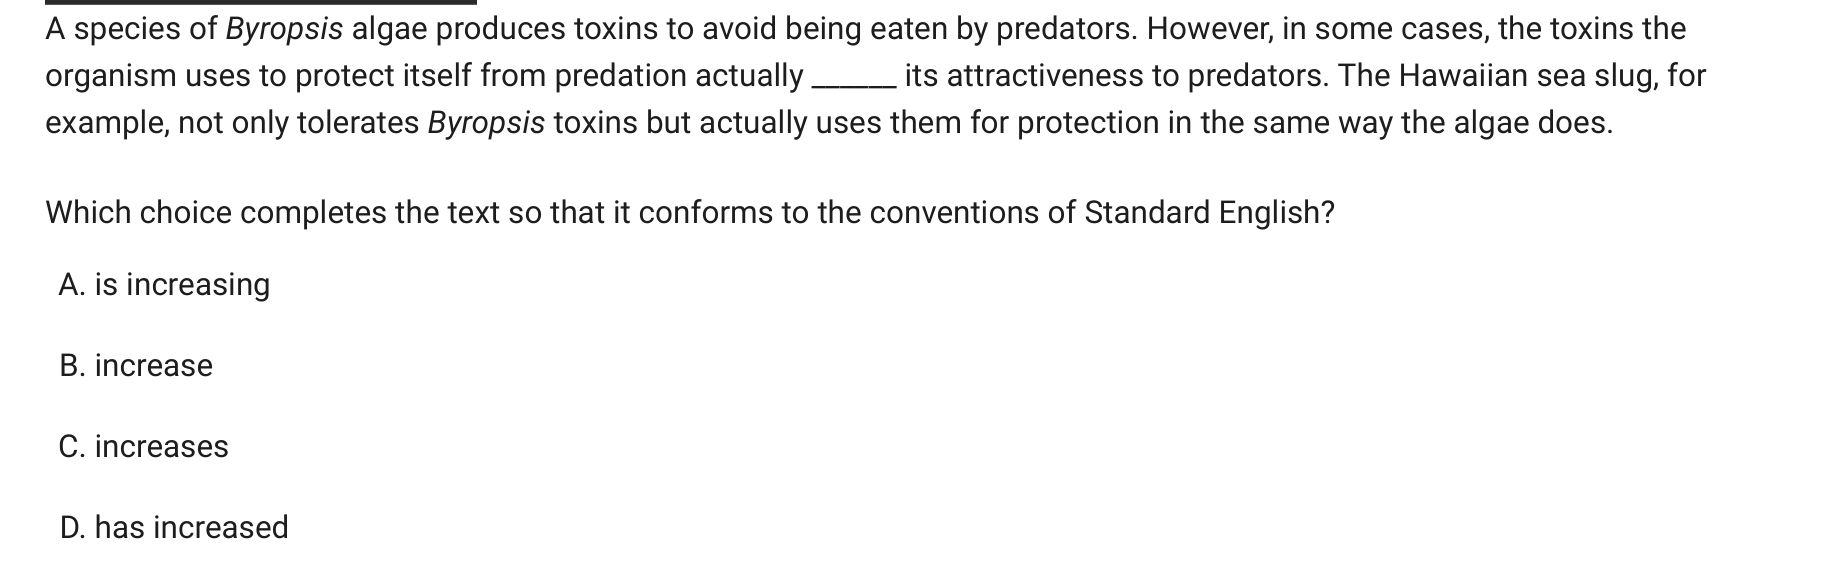 A species of Byropsis algae produces toxins to avoid being eaten by predators. However, in some cases, the toxins the
organism uses to protect itself from predation actually ______ its attractiveness to predators. The Hawaiian sea slug, for
example, not only tolerates Byropsis toxins but actually uses them for protection in the same way the algae does.
Which choice completes the text so that it conforms to the conventions of Standard English?
A. is increasing
B. increase
C. increases
D. has increased